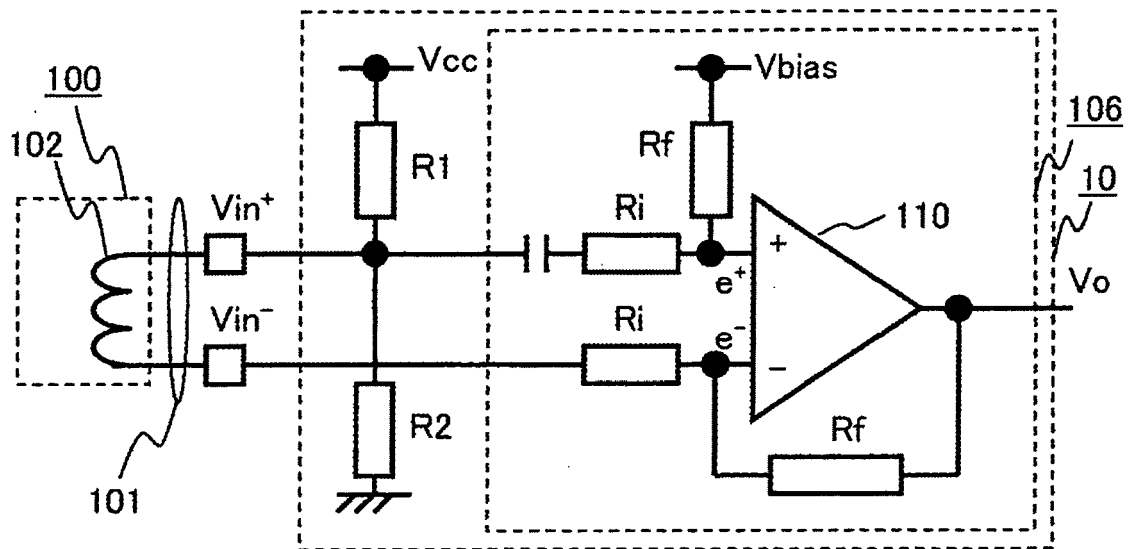 Vcc
Vbias
100
106
102
R1
Rf
10
Vin+
Ri
110
+
e+
Vo
Vin−
Ri
e−
−
R2
Rf
101